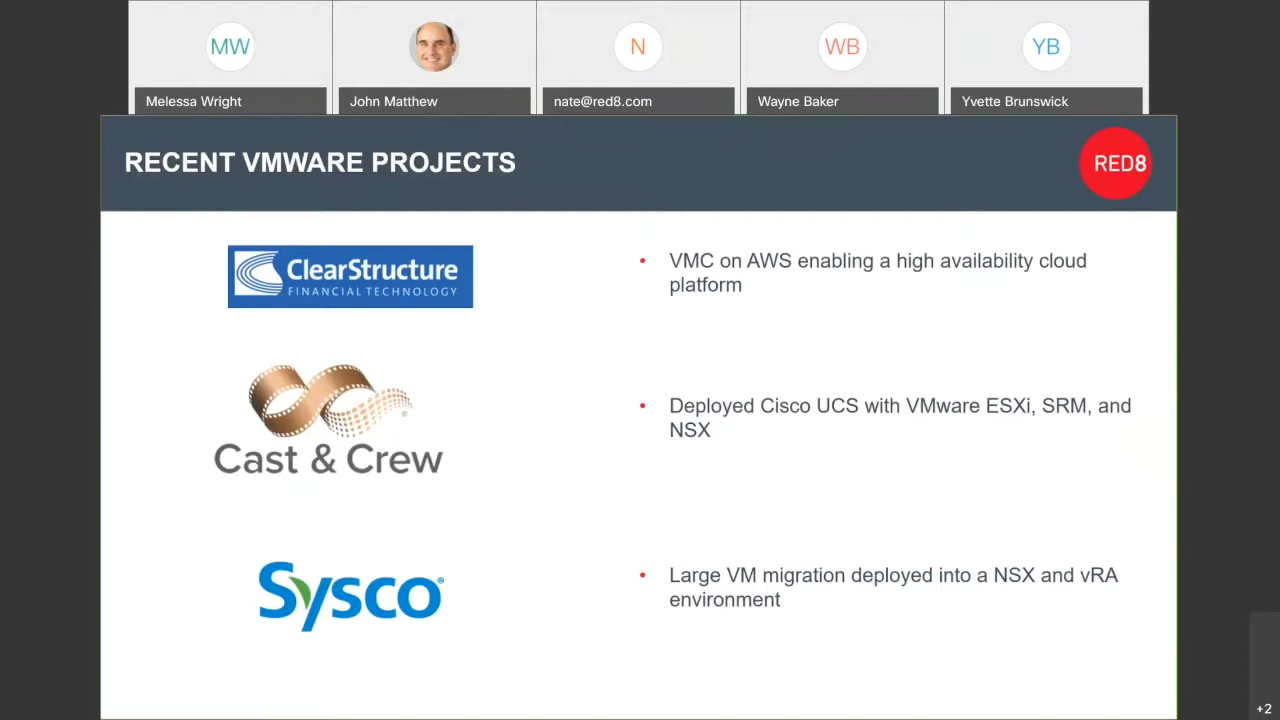 MW
N
WB
YB
Melessa Wright
John Matthew
nate@red8.com
Wayne Baker
Yvette Brunswick
RECENT VMWARE PROJECTS
RED8
ClearStructure
FINANCIAL TECHNOLOGY
• VMC on AWS enabling a high availability cloud
platform
Cast & Crew
®
• Deployed Cisco UCS with VMware ESXi, SRM, and
NSX
Sysco®
• Large VM migration deployed into a NSX and vRA
environment
+2